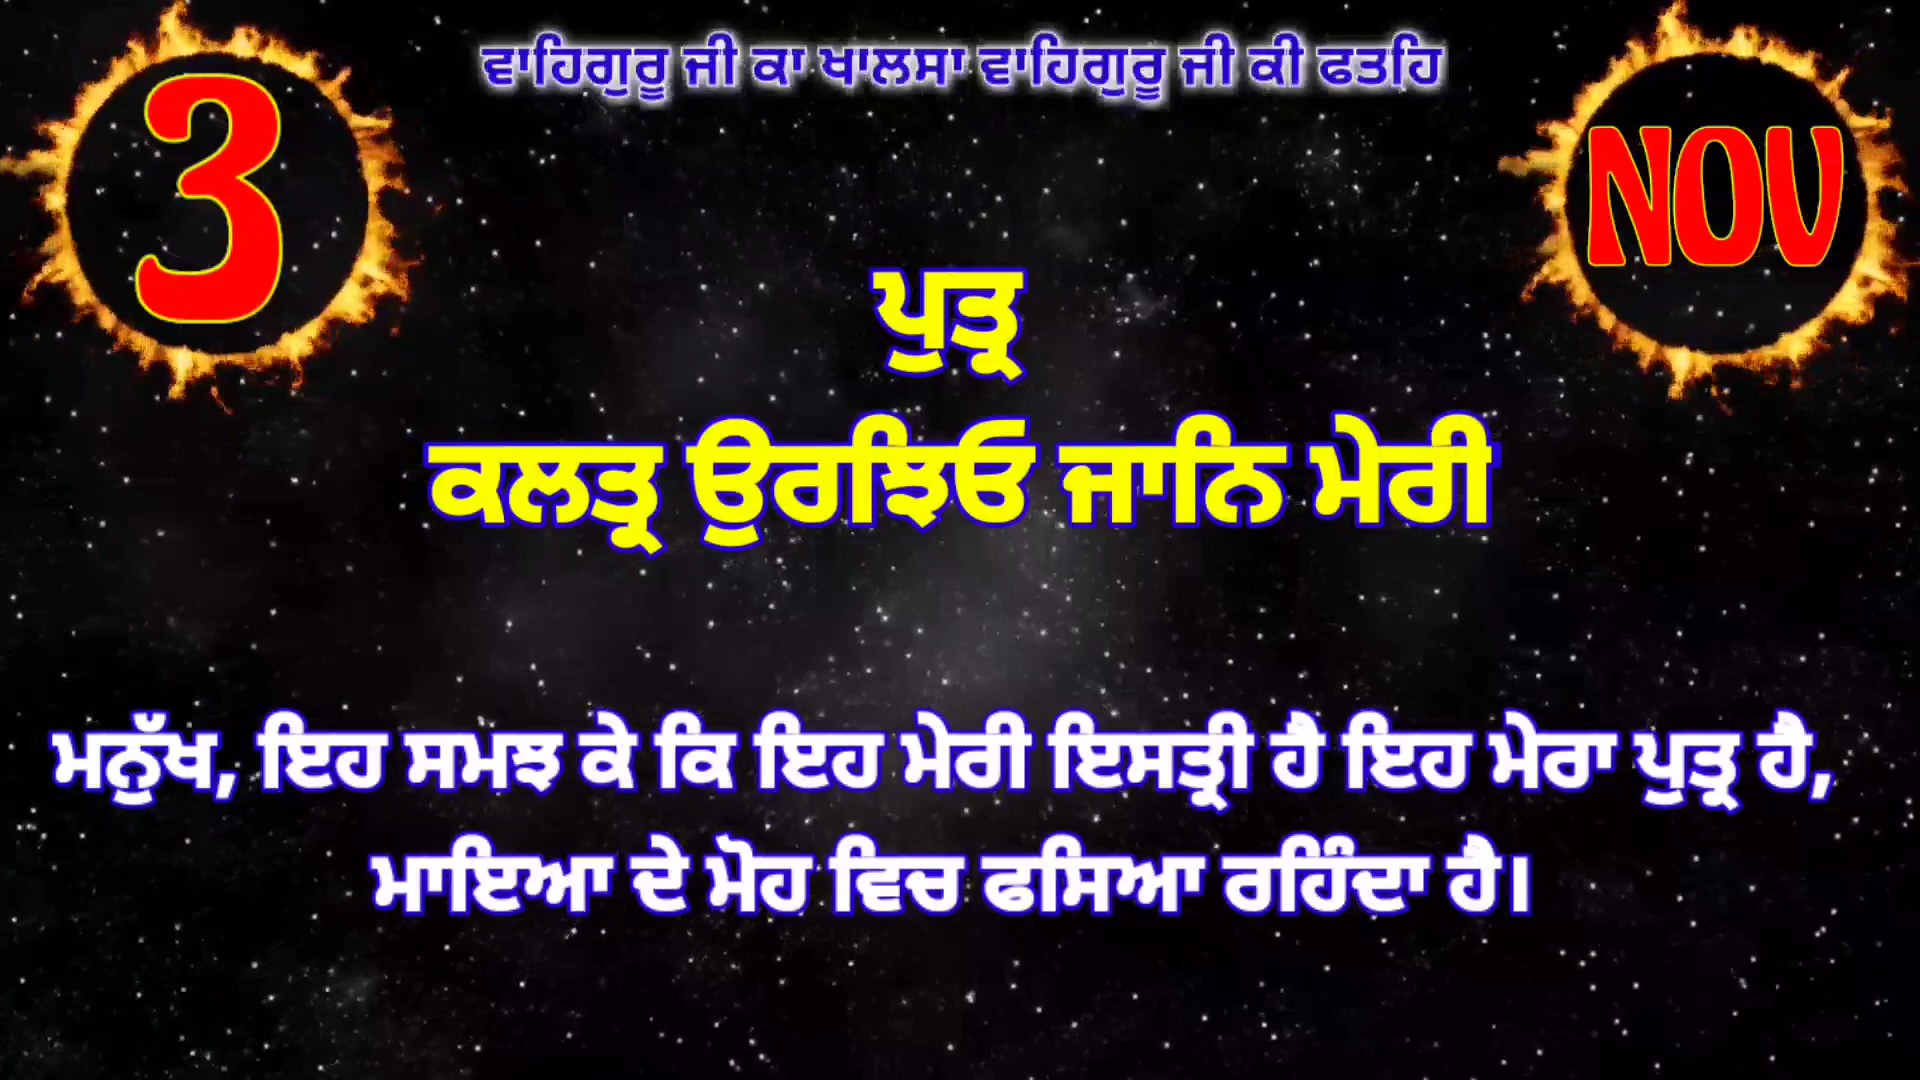 ਵਾਹਿਗੁਰੂ ਜੀ ਕਾ ਖਾਲਸਾ ਵਾਹਿਗੁਰੂ ਜੀ ਕੀ ਫਤਹਿ
3
NOV
ਪੁਤ੍ਰ
ਕਲਤ੍ਰ ਉਰਝਿਓ ਜਾਨਿ ਮੇਰੀ
ਮਨੁੱਖ, ਇਹ ਸਮਝ ਕੇ ਕਿ ਇਹ ਮੇਰੀ ਇਸਤ੍ਰੀ ਹੈ ਇਹ ਮੇਰਾ ਪੁਤ੍ਰ ਹੈ,
ਮਾਇਆ ਦੇ ਮੋਹ ਵਿਚ ਫਸਿਆ ਰਹਿੰਦਾ ਹੈ।